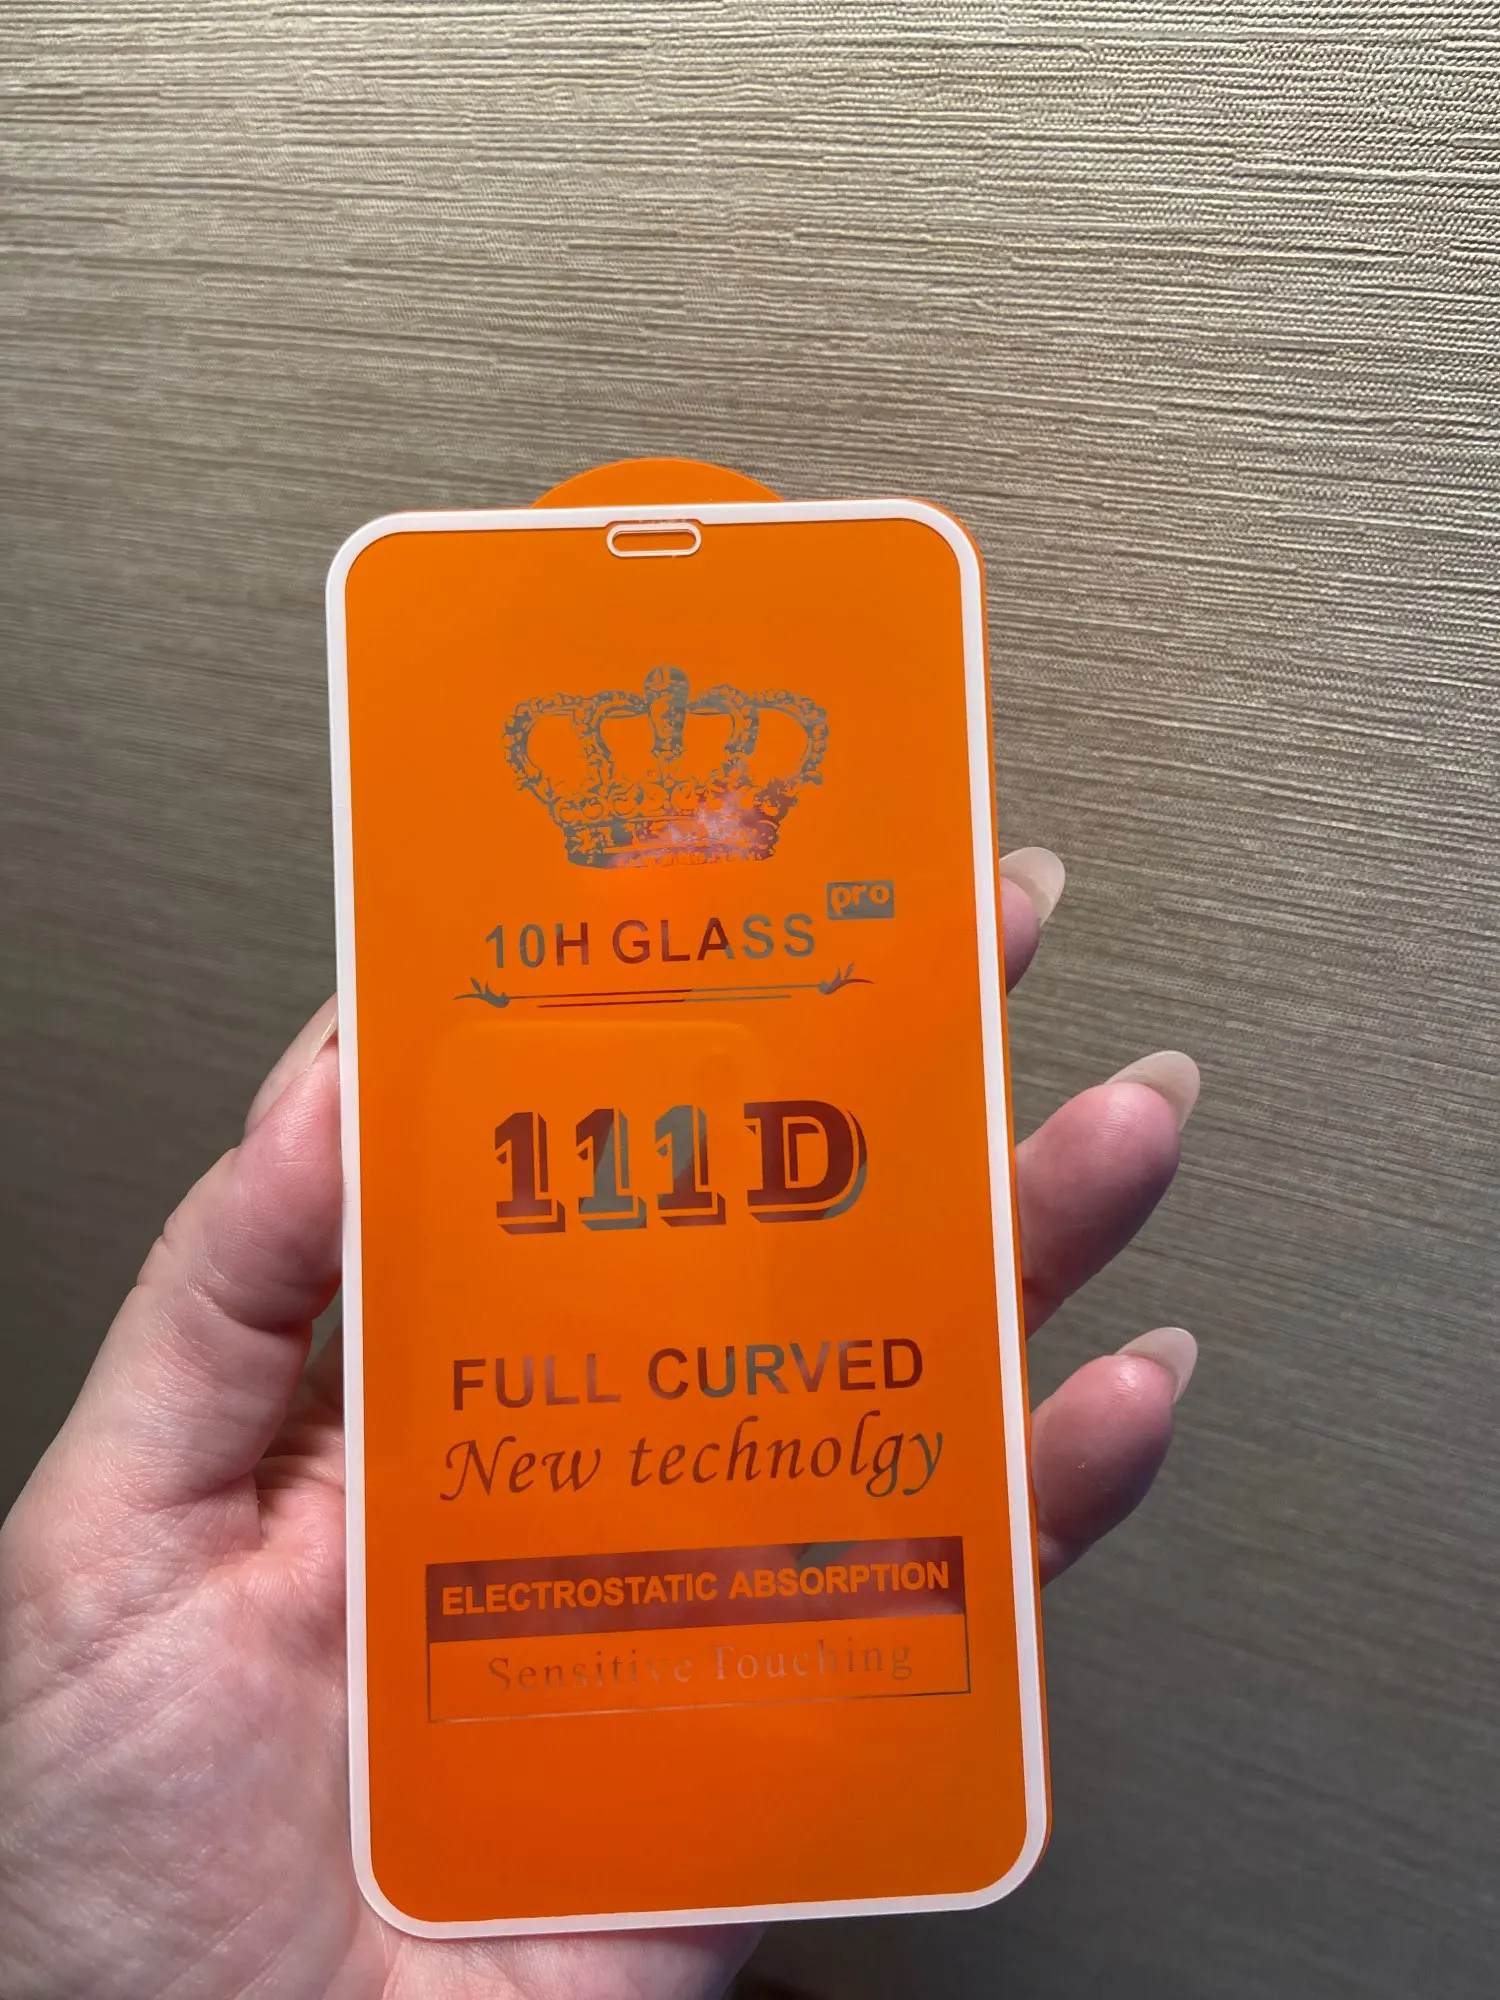 pro
10H GLASS
111D
FULL CURVED
New technolgy
ELECTROSTATIC ABSORPTION
Sensitive Touching